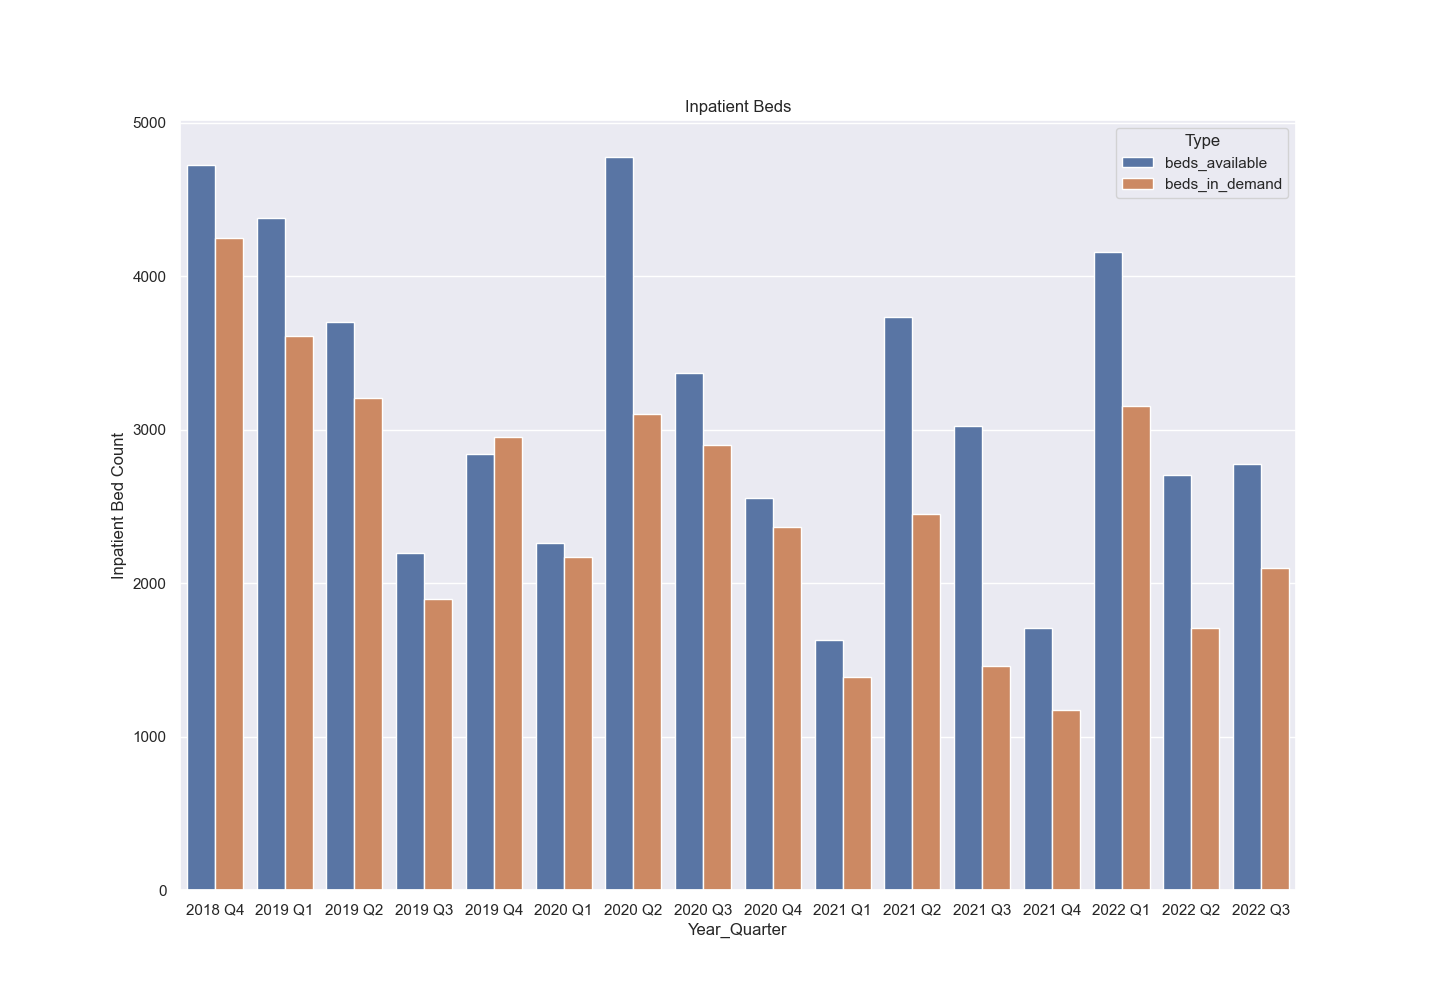 Inpatient Beds
Type
beds_available
beds_in_demand
5000
4000
3000
2000
1000
0
Inpatient Bed Count
2018 Q4 2019 Q1 2019 Q2 2019 Q3 2019 Q4 2020 Q1 2020 Q2 2020 Q3 2020 Q4 2021 Q1 2021 Q2 2021 Q3 2021 Q4 2022 Q1 2022 Q2 2022 Q3
Year_Quarter